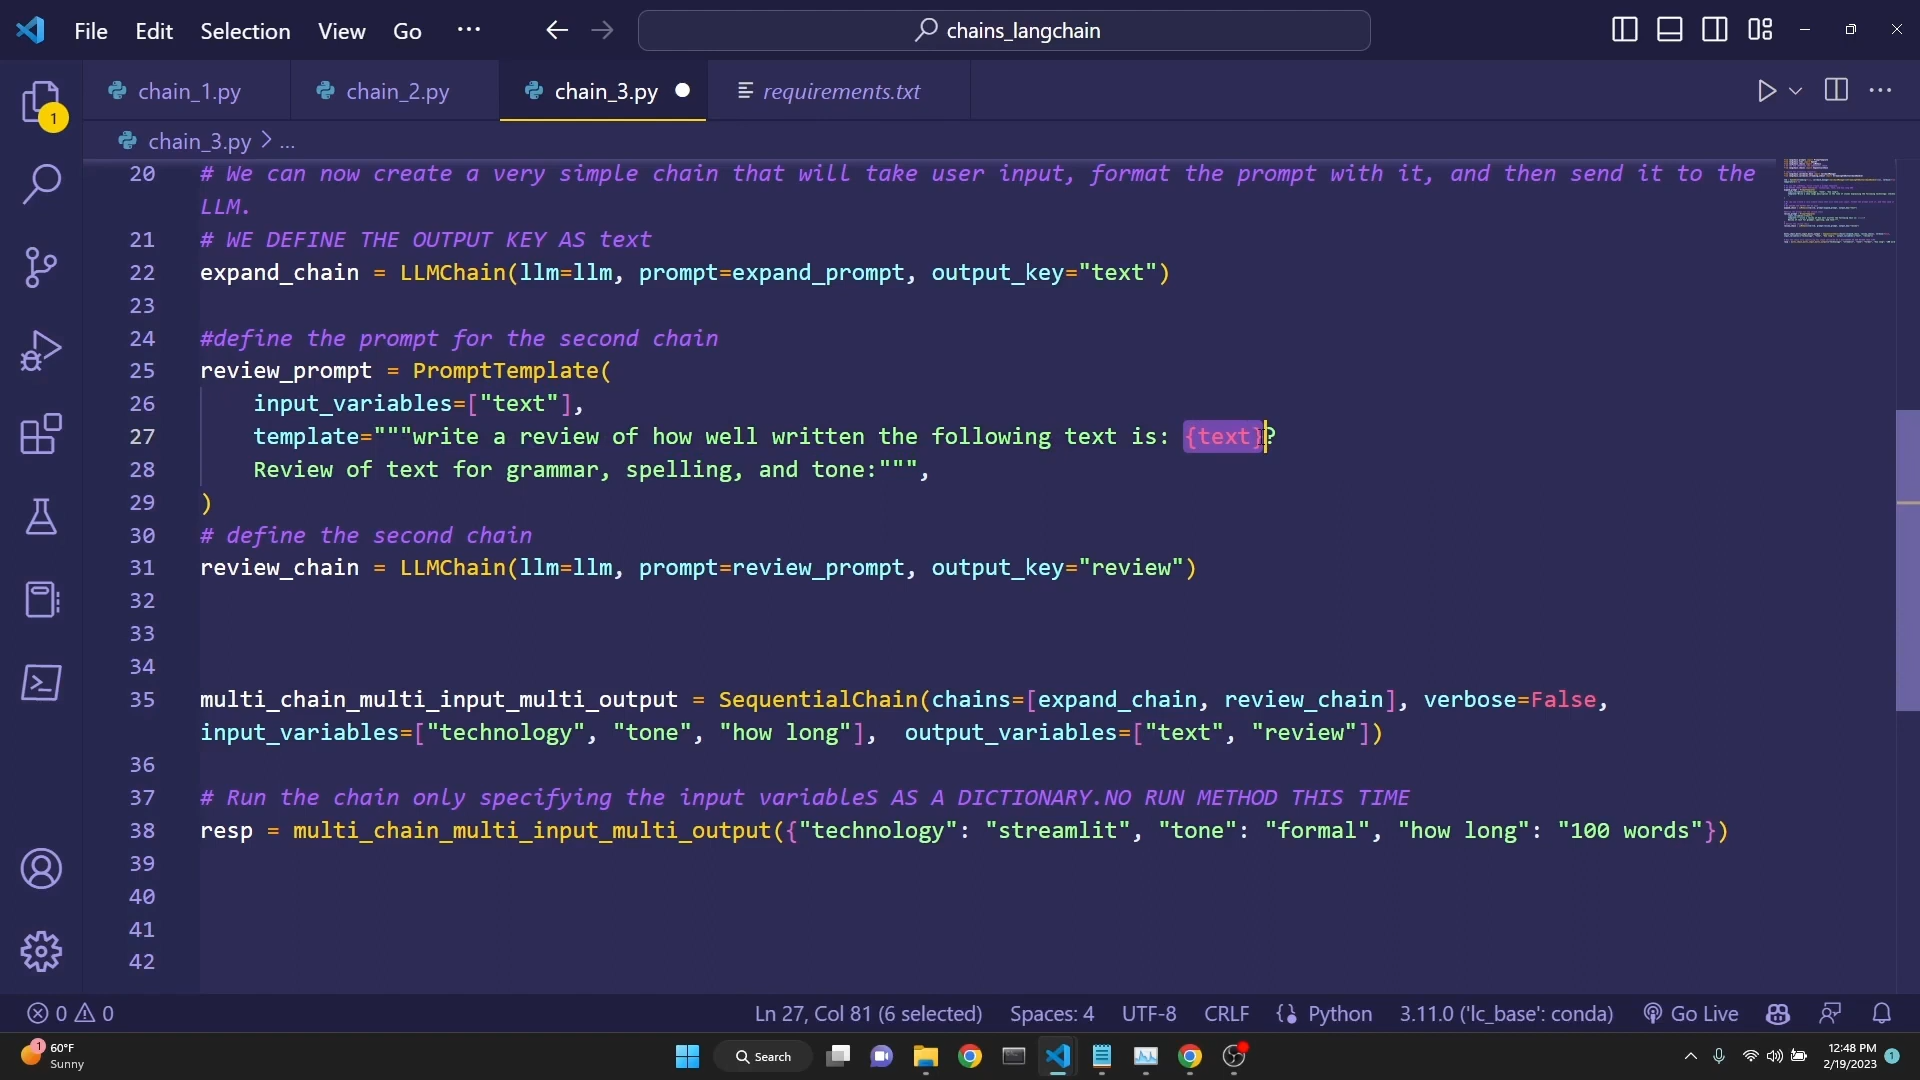 File Edit Selection View Go ··· chains_langchain
chain_1.py chain_2.py chain_3.py requirements.txt
1
chain_3.py > ...
20 # We can now create a very simple chain that will take user input, format the prompt with it, and then send it to the
LLM.
21 # WE DEFINE THE OUTPUT KEY AS text
22 expand_chain = LLMChain(llm=llm, prompt=expand_prompt, output_key="text")
23
24 #define the prompt for the second chain
25 review_prompt = PromptTemplate(
26 input_variables=["text"],
27 template="""write a review of how well written the following text is: {text}?
28 Review of text for grammar, spelling, and tone:""",
29 )
30 # define the second chain
31 review_chain = LLMChain(llm=llm, prompt=review_prompt, output_key="review")
32
33
34
35 multi_chain_multi_input_multi_output = SequentialChain(chains=[expand_chain, review_chain], verbose=False,
input_variables=["technology", "tone", "how long"], output_variables=["text", "review"])
36
37 # Run the chain only specifying the input variableS AS A DICTIONARY.NO RUN METHOD THIS TIME
38 resp = multi_chain_multi_input_multi_output({"technology": "streamlit", "tone": "formal", "how long": "100 words"})
39
40
41
42
0 0 Ln 27, Col 81 (6 selected) Spaces: 4 UTF-8 CRLF Python 3.11.0 ('lc_base': conda) Go Live
1 60°F
Sunny
Search
12:48 PM
2/19/2023
1